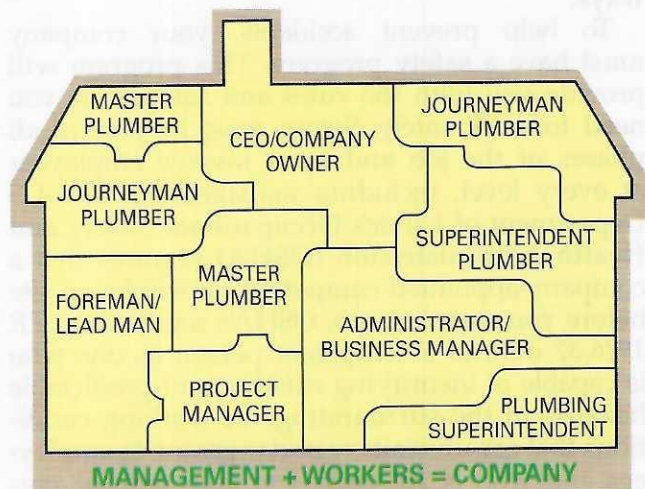 MASTER
PLUMBER
CEO/COMPANY
OWNER
JOURNEYMAN
PLUMBER
JOURNEYMAN
PLUMBER
SUPERINTENDENT
PLUMBER
FOREMAN/
LEAD MAN
MASTER
PLUMBER
ADMINISTRATOR/
BUSINESS MANAGER
PROJECT
MANAGER
PLUMBING
SUPERINTENDENT
MANAGEMENT + WORKERS = COMPANY